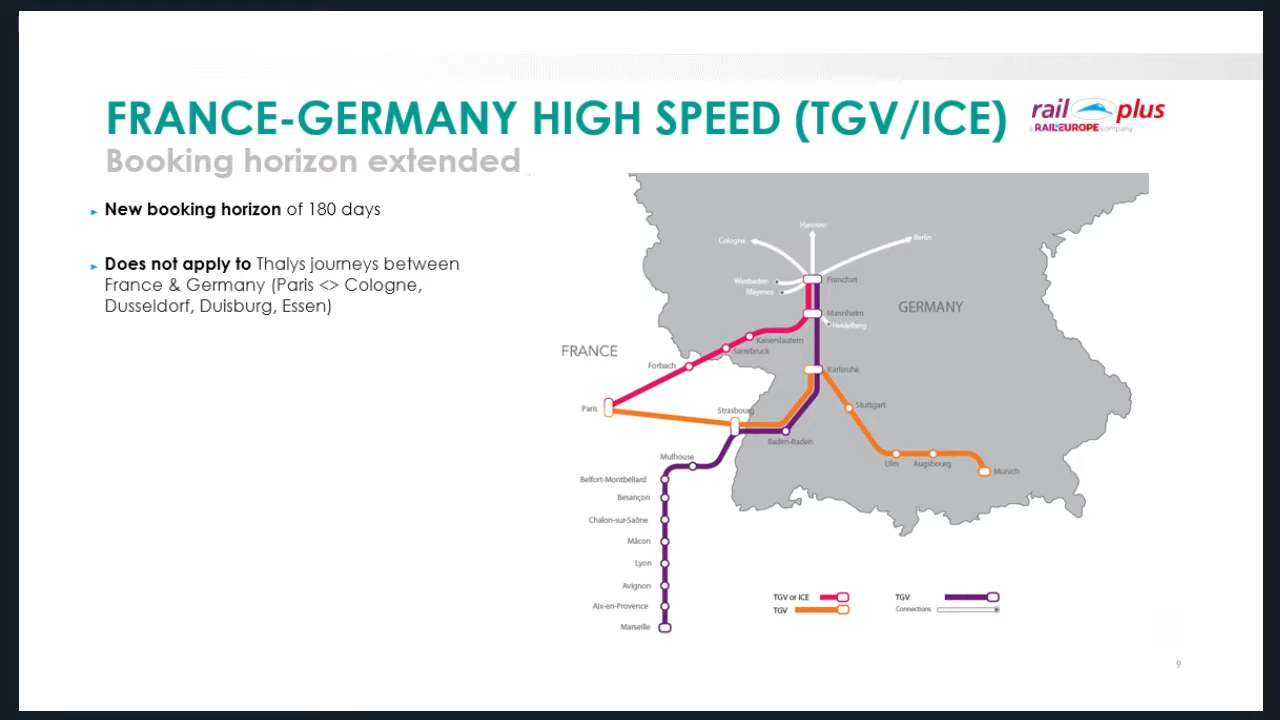 FRANCE-GERMANY HIGH SPEED (TGV/ICE)
rail plus
a RAIL EUROPE company
Booking horizon extended
► New booking horizon of 180 days
► Does not apply to Thalys journeys between
France & Germany (Paris <> Cologne,
Dusseldorf, Duisburg, Essen)
Hanovre
Cologne
Berlin
Wiesbaden
Francfort
Mayence
GERMANY
Mannheim
Heidelberg
Kaiserslautern
FRANCE
Sarrebruck
Forbach
Karlsruhe
Paris
Strasbourg
Stuttgart
Baden-Baden
Mulhouse
Ulm
Augsbourg
Munich
Belfort-Montbéliard
Besançon
Chalon-sur-Saône
Mâcon
Lyon
Avignon
Aix-en-Provence
Marseille
TGV or ICE
TGV
TGV
Connections
9